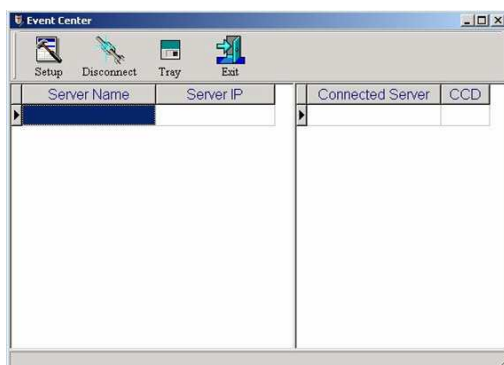 Event Center
Setup Disconnect Tray Exit
Server Name Server IP Connected Server CCD